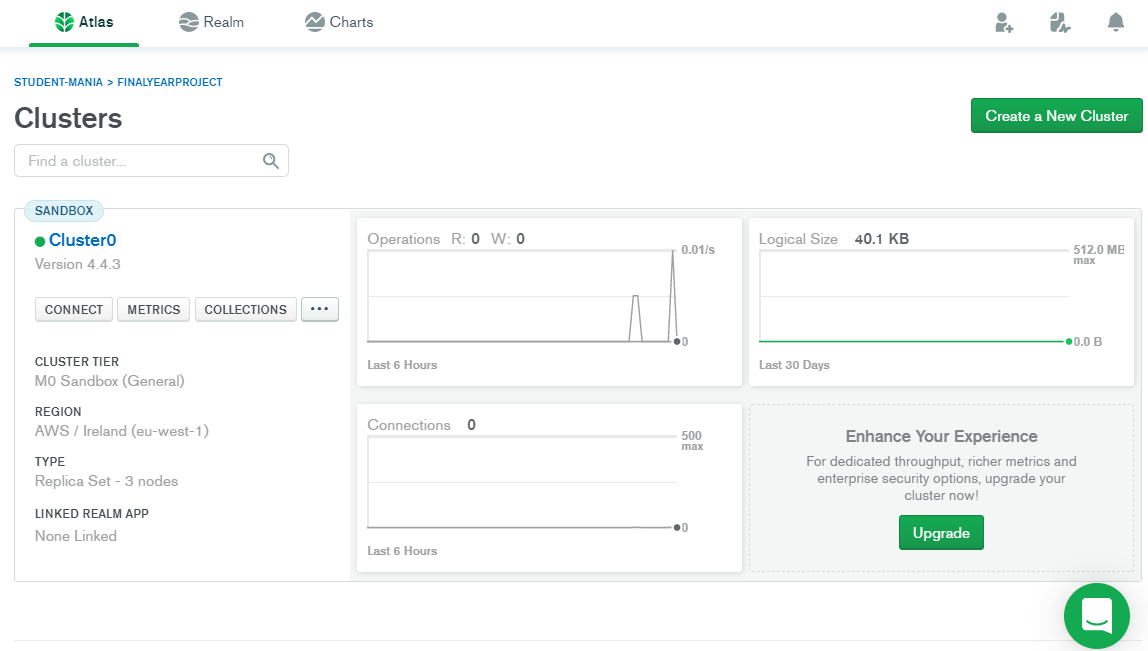 Atlas
Realm
Charts
STUDENT-MANIA > FINALYEARPROJECT
Clusters
Create a New Cluster
Find a cluster...
SANDBOX
Cluster0
Version 4.4.3
CONNECT
METRICS
COLLECTIONS
...
CLUSTER TIER
M0 Sandbox (General)
REGION
AWS / Ireland (eu-west-1)
TYPE
Replica Set - 3 nodes
LINKED REALM APP
None Linked
Operations R: 0 W: 0
0.01/s
0
Last 6 Hours
Logical Size 40.1 KB
512.0 MB
max
0.0 B
Last 30 Days
Connections 0
500
max
0
Last 6 Hours
Enhance Your Experience
For dedicated throughput, richer metrics and
enterprise security options, upgrade your
cluster now!
Upgrade